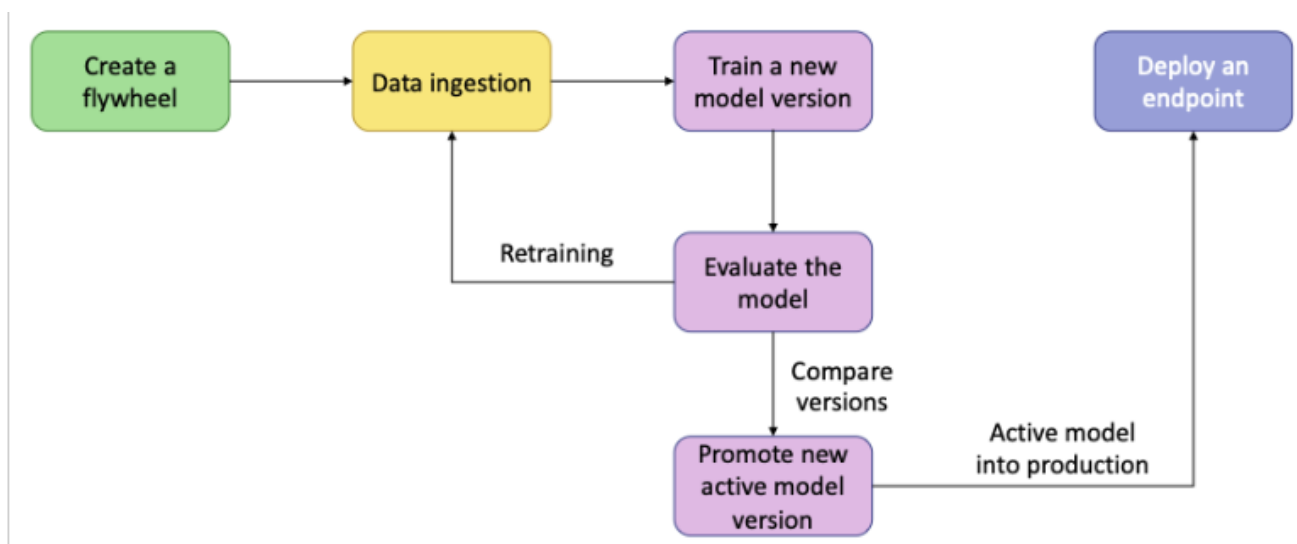 Create a
flywheel
Data ingestion
Train a new
model version
Deploy an
endpoint
Retraining
Evaluate the
model
Compare
versions
Promote new
active model
version
Active model
into production